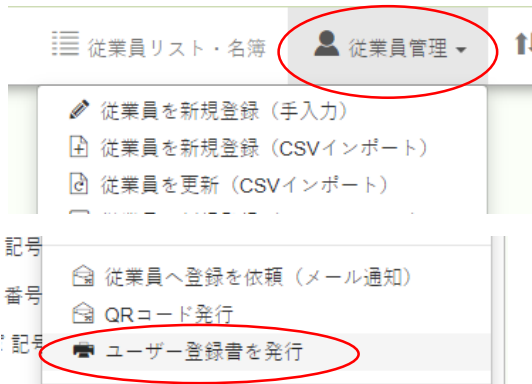 従業員リスト・名簿 従業員管理
従業員を新規登録（手入力）
従業員を新規登録（CSVインポート）
従業員を更新（CSVインポート）
記号
番号
従業員へ登録を依頼（メール通知）
QRコード発行
記号
ユーザー登録書を発行